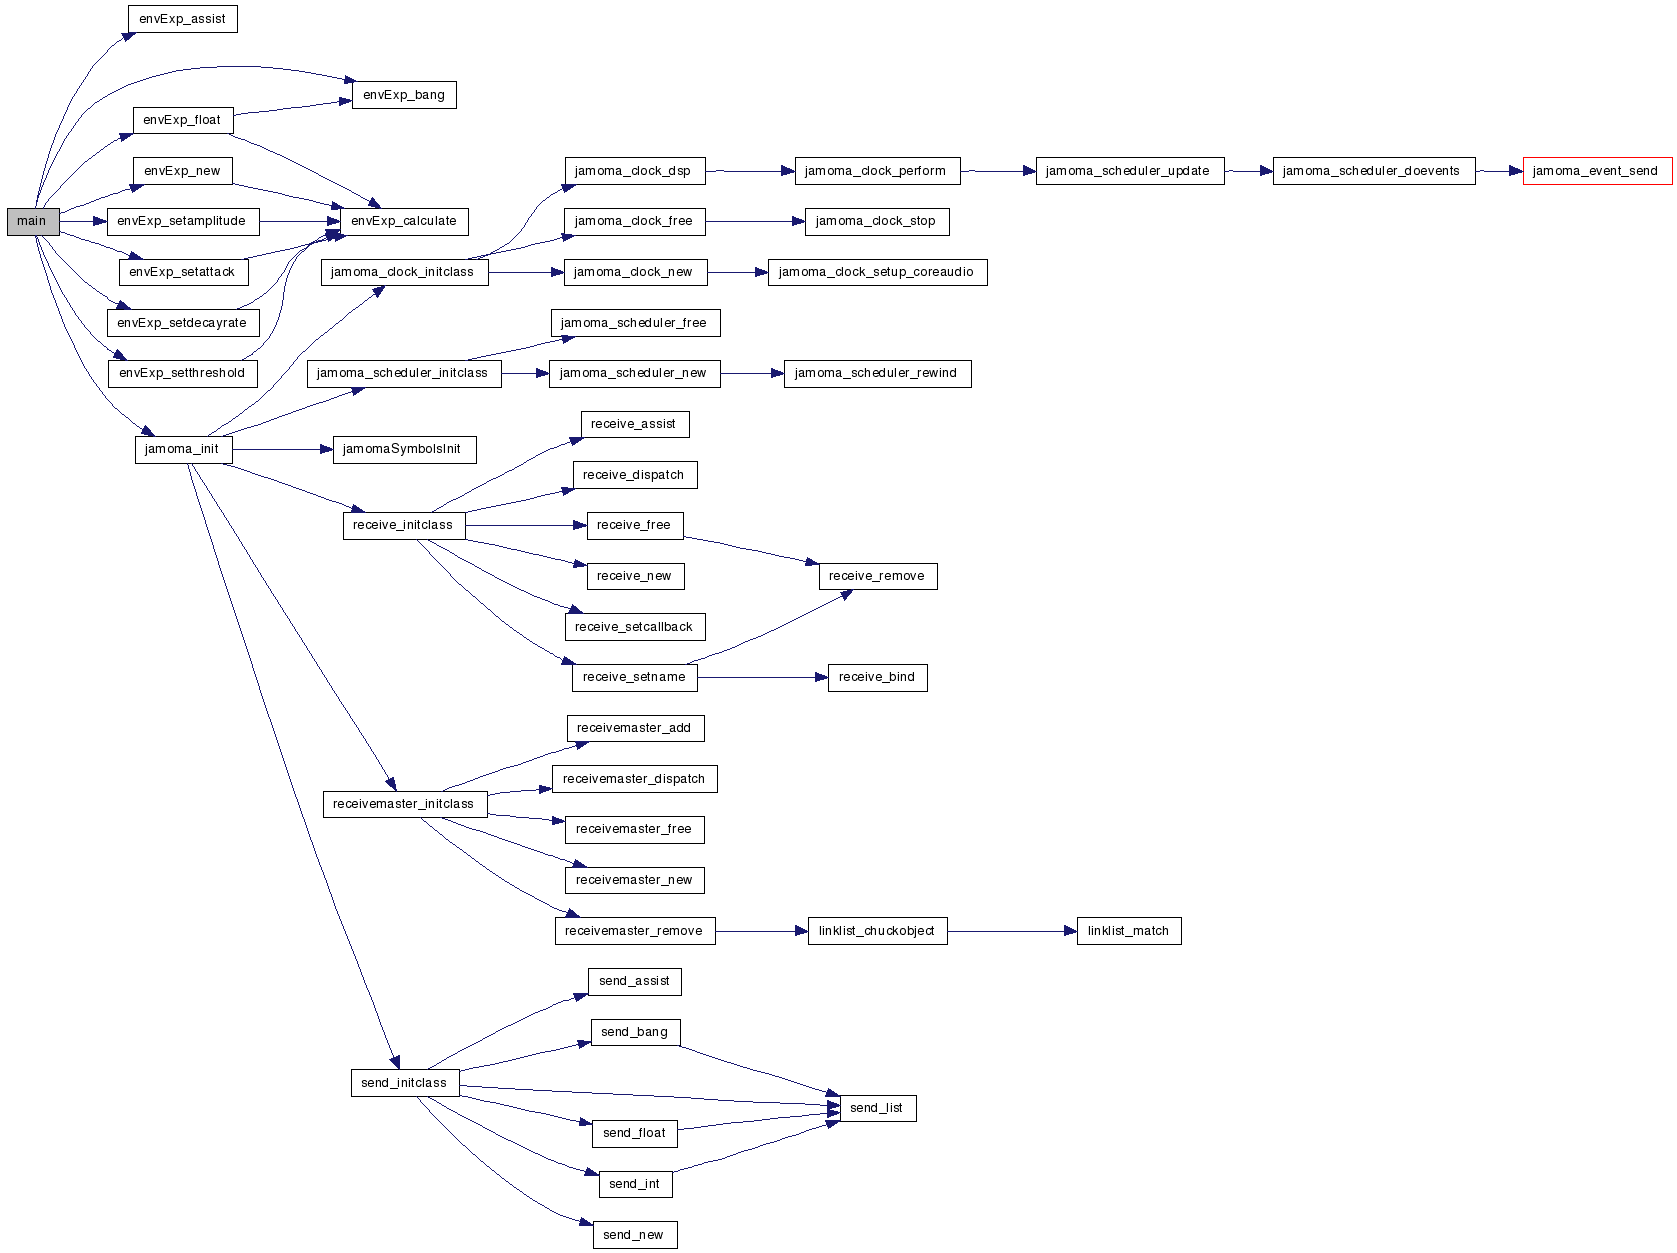 envExp_assist
envExp_bang
envExp_float
envExp_new
jamoma_clock_dsp
jamoma_clock_perform
jamoma_scheduler_update
jamoma_scheduler_doevents
jamoma_event_send
main
envExp_setamplitude
envExp_calculate
jamoma_clock_free
jamoma_clock_stop
envExp_setattack
jamoma_clock_initclass
jamoma_clock_new
jamoma_clock_setup_coreaudio
envExp_setdecayrate
jamoma_scheduler_free
envExp_setthreshold
jamoma_scheduler_initclass
jamoma_scheduler_new
jamoma_scheduler_rewind
receive_assist
jamoma_init
jamomaSymbolsInit
receive_dispatch
receive_initclass
receive_free
receive_new
receive_remove
receive_setcallback
receive_setname
receive_bind
receivemaster_add
receivemaster_dispatch
receivemaster_initclass
receivemaster_free
receivemaster_new
receivemaster_remove
linklist_chuckobject
linklist_match
send_assist
send_bang
send_initclass
send_list
send_float
send_int
send_new